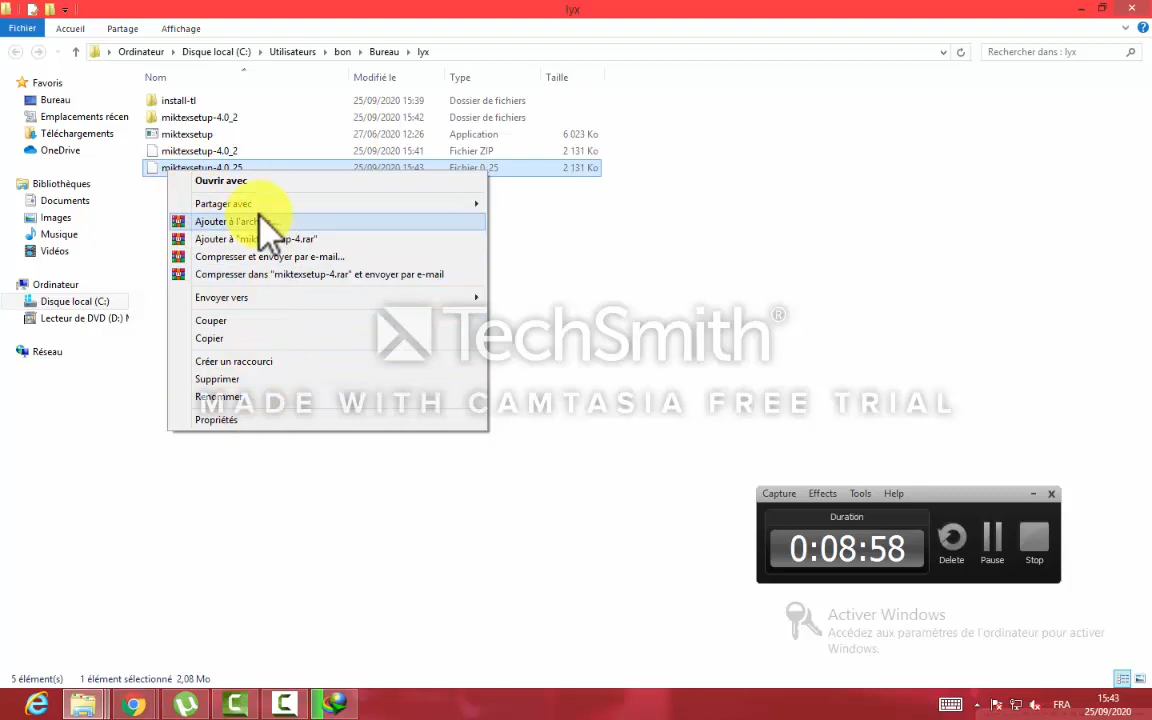 lyx
Fichier Accueil Partage Affichage
Ordinateur Disque local (C:) Utilisateurs bon Bureau lyx
Rechercher dans : lyx
Nom Modifié le Type Taille
Favoris
Bureau
Emplacements récen
Téléchargements
OneDrive
Bibliothèques
Documents
Images
Musique
Vidéos
Ordinateur
Disque local (C:)
Lecteur de DVD (D:) M
Réseau
install-tl 25/09/2020 15:39 Dossier de fichiers
miktexsetup-4.0_2 25/09/2020 15:42 Dossier de fichiers
miktexsetup 27/06/2020 12:26 Application 6 023 Ko
miktexsetup-4.0_2 25/09/2020 15:41 Fichier ZIP 2 131 Ko
miktexsetup-4.0_25 25/09/2020 15:43 Fichier 0_25 2 131 Ko
Ouvrir avec
Partager avec
Ajouter à
Ajouter à
Compresser et envoyer par e-mail...
Compresser dans "miktexsetup-4.rar" et envoyer par e-mail
Envoyer vers
Couper
Copier
Créer un raccourci
Supprimer
Renommer
Propriétés
TechSmith®
MADE WITH CAMTASIA FREE TRIAL
Capture Effects Tools Help
Duration
0:08:58
Delete Pause Stop
Activer Windows
Accédez aux paramètres de l'ordinateur pour activer
Windows.
5 élément(s) 1 élément sélectionné 2,08 Mo
FRA
15:43
25/09/2020